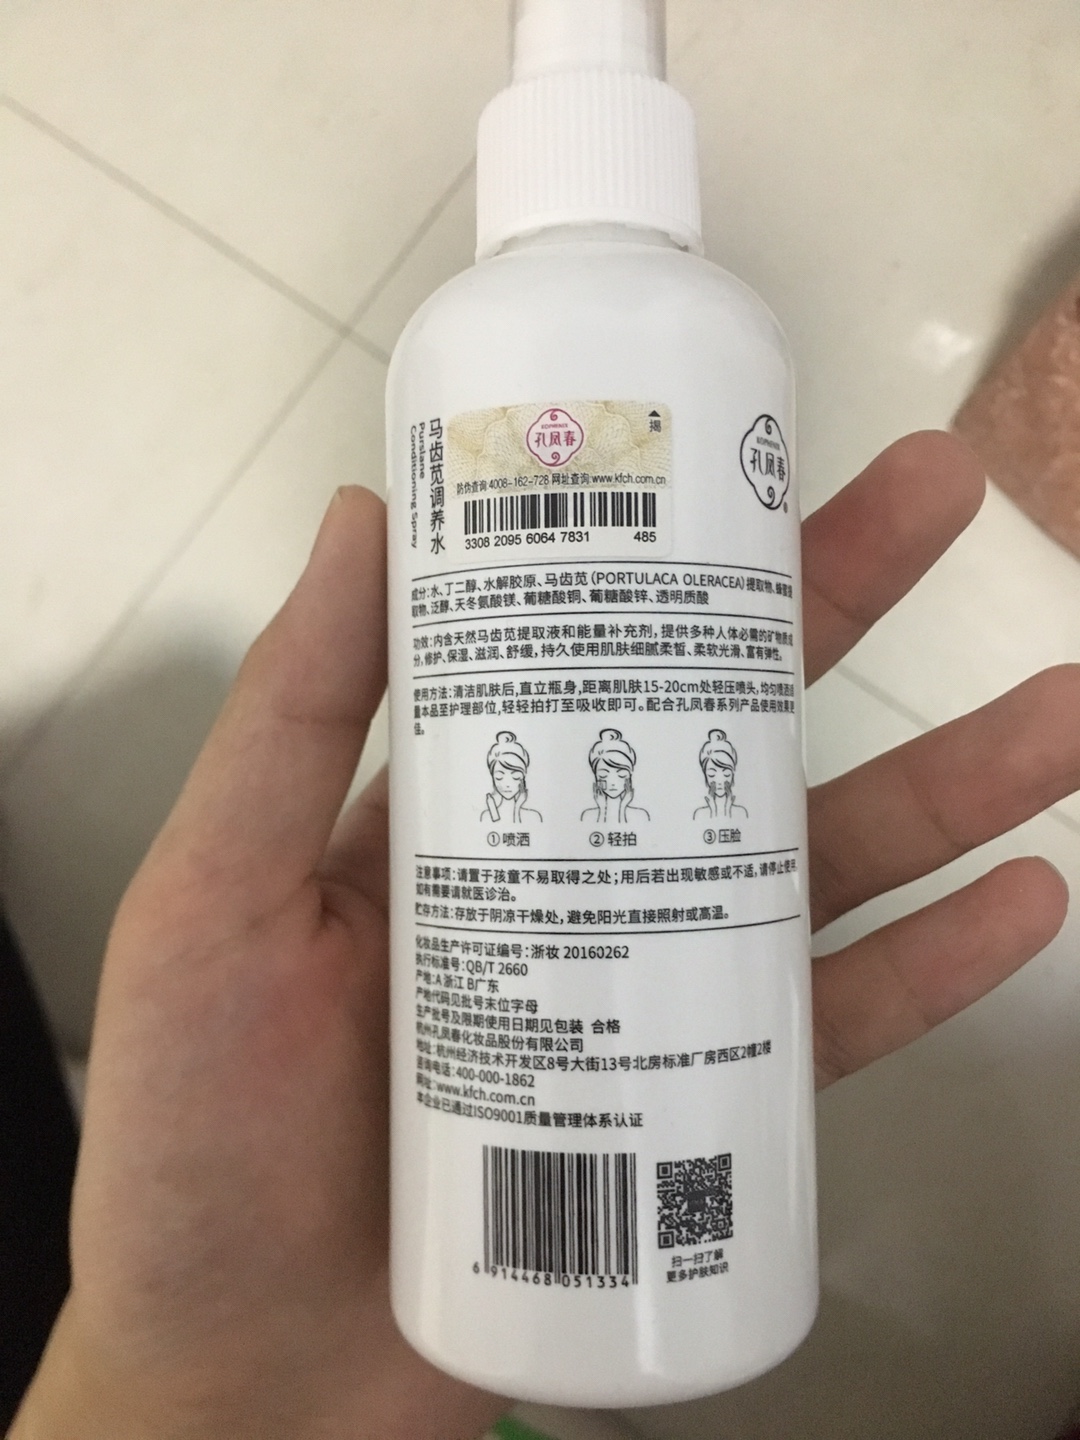 马齿苋调养水
Purslane
Conditioning Spray
孔凤春
揭
防伪查询:4008-162-728 网址查询:www.kfch.com.cn
3308 2095 6064 7831 485
孔凤春
成分:水、丁二醇、水解胶原、马齿苋(PORTULACA OLERACEA)提取物、蜂蜜提
取物、泛醇、天冬氨酸镁、葡糖酸铜、葡糖酸锌、透明质酸
功效:内含天然马齿苋提取液和能量补充剂,提供多种人体必需的矿物质成
分,修护、保湿、滋润、舒缓,持久使用肌肤细腻柔皙、柔软光滑、富有弹性。
使用方法:清洁肌肤后,直立瓶身,距离肌肤15-20cm处轻压喷头,均匀喷洒适
量本品至护理部位,轻轻拍打至吸收即可。配合孔凤春系列产品使用效果更
佳。
①喷洒 ②轻拍 ③压脸
注意事项:请置于孩童不易取得之处;用后若出现敏感或不适,请停止使用,
如有需要请就医诊治。
贮存方法:存放于阴凉干燥处,避免阳光直接照射或高温。
化妆品生产许可证编号:浙妆20160262
执行标准号:QB/T 2660
产地:A 浙江 B广东
产地代码见批号末位字母
生产批号及限期使用日期见包装 合格
杭州孔凤春化妆品股份有限公司
地址:杭州经济技术开发区8号大街13号北房标准厂房西区2幢2楼
咨询电话:400-000-1862
网址:www.kfch.com.cn
本企业已通过ISO9001质量管理体系认证
6 914468 051334
扫一扫了解
更多护肤知识